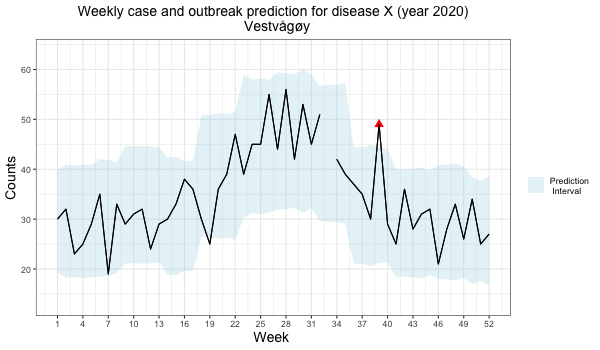 Weekly case and outbreak prediction for disease X (year 2020)
Vestvågøy
Counts
60
50
40
30
20
1 4 7 10 13 16 19 22 25 28 31 34 37 40 43 46 49 52
Week
Prediction
Interval